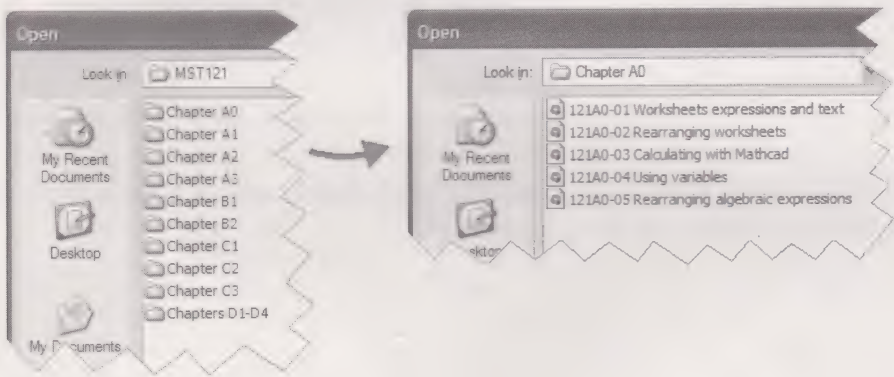 Open
Look in
MST121
Chapter A0
Chapter A1
Chapter A2
Chapter A3
Chapter B1
Chapter B2
Chapter C1
Chapter C2
Chapter C3
Chapters D1-D4
My Recent
Documents
Desktop
My Documents
Open
Look in:
Chapter A0
121A0-01 Worksheets expressions and text
121A0-02 Rearranging worksheets
121A0-03 Calculating with Mathcad
121A0-04 Using variables
121A0-05 Rearranging algebraic expressions
My Recent
Documents